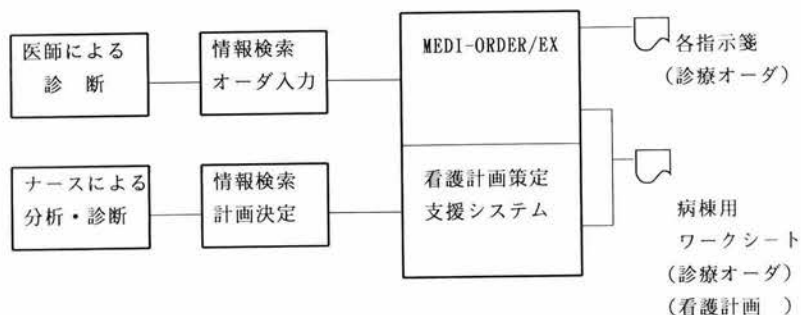 医師による
診　断
情報検索
オーダ入力
MEDI-ORDER/EX
各指示箋
(診療オーダ)
ナースによる
分析・診断
情報検索
計画決定
看護計画策定
支援システム
病棟用
ワークシート
(診療オーダ)
(看護計画　)